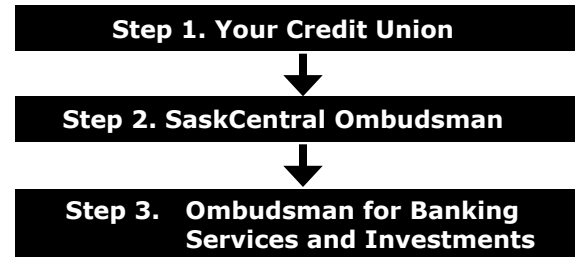 Step 1. Your Credit Union
Step 2. SaskCentral Ombudsman
Step 3. Ombudsman for Banking
Services and Investments